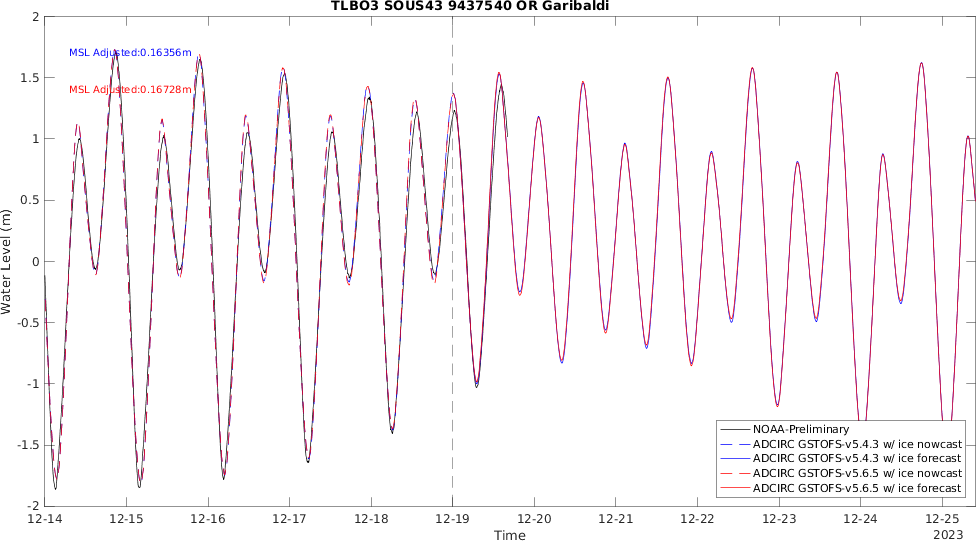 TLBO3 SOUS43 9437540 OR Garibaldi
MSL Adjusted:0.16356m
MSL Adjusted:0.16728m
Water Level (m)
2
1.5
1
0.5
0
-0.5
-1
-1.5
-2
NOAA-Preliminary
ADCIRC GSTOFS-v5.4.3 w/ ice nowcast
ADCIRC GSTOFS-v5.4.3 w/ ice forecast
ADCIRC GSTOFS-v5.6.5 w/ ice nowcast
ADCIRC GSTOFS-v5.6.5 w/ ice forecast
12-14 12-15 12-16 12-17 12-18 12-19 12-20 12-21 12-22 12-23 12-24 12-25
Time
2023